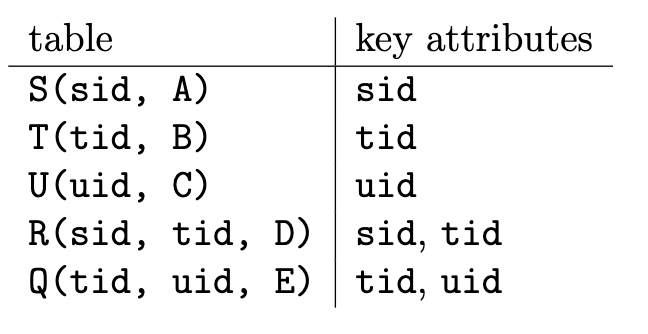 table key attributes
S(sid, A) sid
T(tid, B) tid
U(uid, C) uid
R(sid, tid, D) sid, tid
Q(tid, uid, E) tid, uid